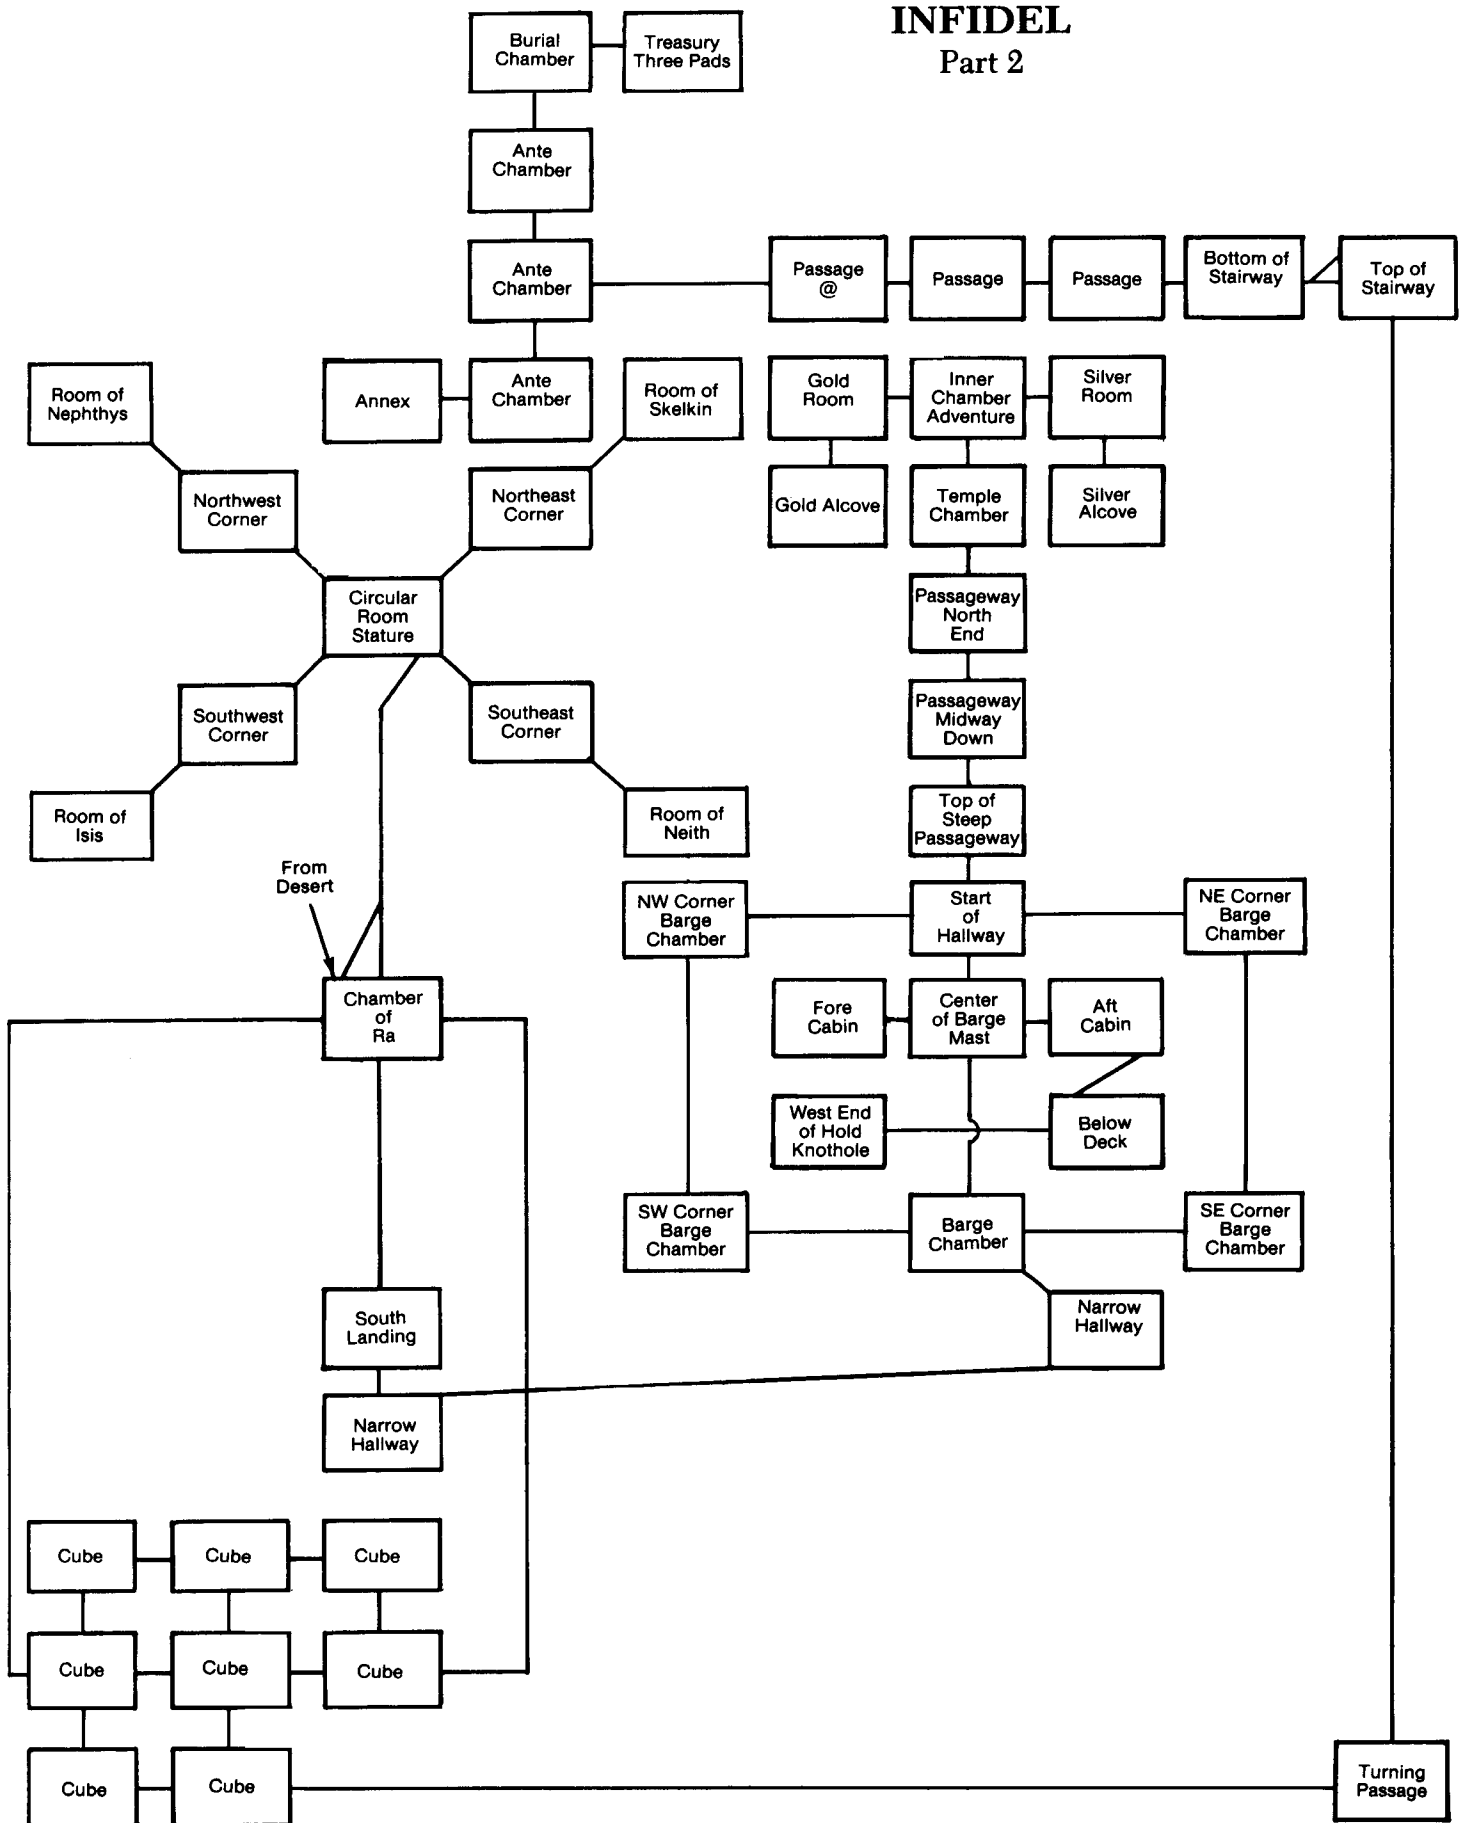 INFIDEL
Part 2
Burial
Chamber
Treasury
Three Pads
Ante
Chamber
Ante
Chamber
Passage
@
Passage
Passage
Bottom of
Stairway
Top of
Stairway
Room of
Nephthys
Annex
Ante
Chamber
Room of
Skelkin
Gold
Room
Inner
Chamber
Adventure
Silver
Room
Northwest
Corner
Northeast
Corner
Gold Alcove
Temple
Chamber
Silver
Alcove
Circular
Room
Stature
Passageway
North
End
Southwest
Corner
Southeast
Corner
Passageway
Midway
Down
Room of
Isis
Room of
Neith
Top of
Steep
Passageway
From
Desert
NW Corner
Barge
Chamber
Start
of
Hallway
NE Corner
Barge
Chamber
Chamber
of
Ra
Fore
Cabin
Center
of Barge
Mast
Aft
Cabin
West End
of Hold
Knothole
Below
Deck
SW Corner
Barge
Chamber
Barge
Chamber
SE Corner
Barge
Chamber
South
Landing
Narrow
Hallway
Narrow
Hallway
Cube
Cube
Cube
Cube
Cube
Cube
Cube
Cube
Turning
Passage